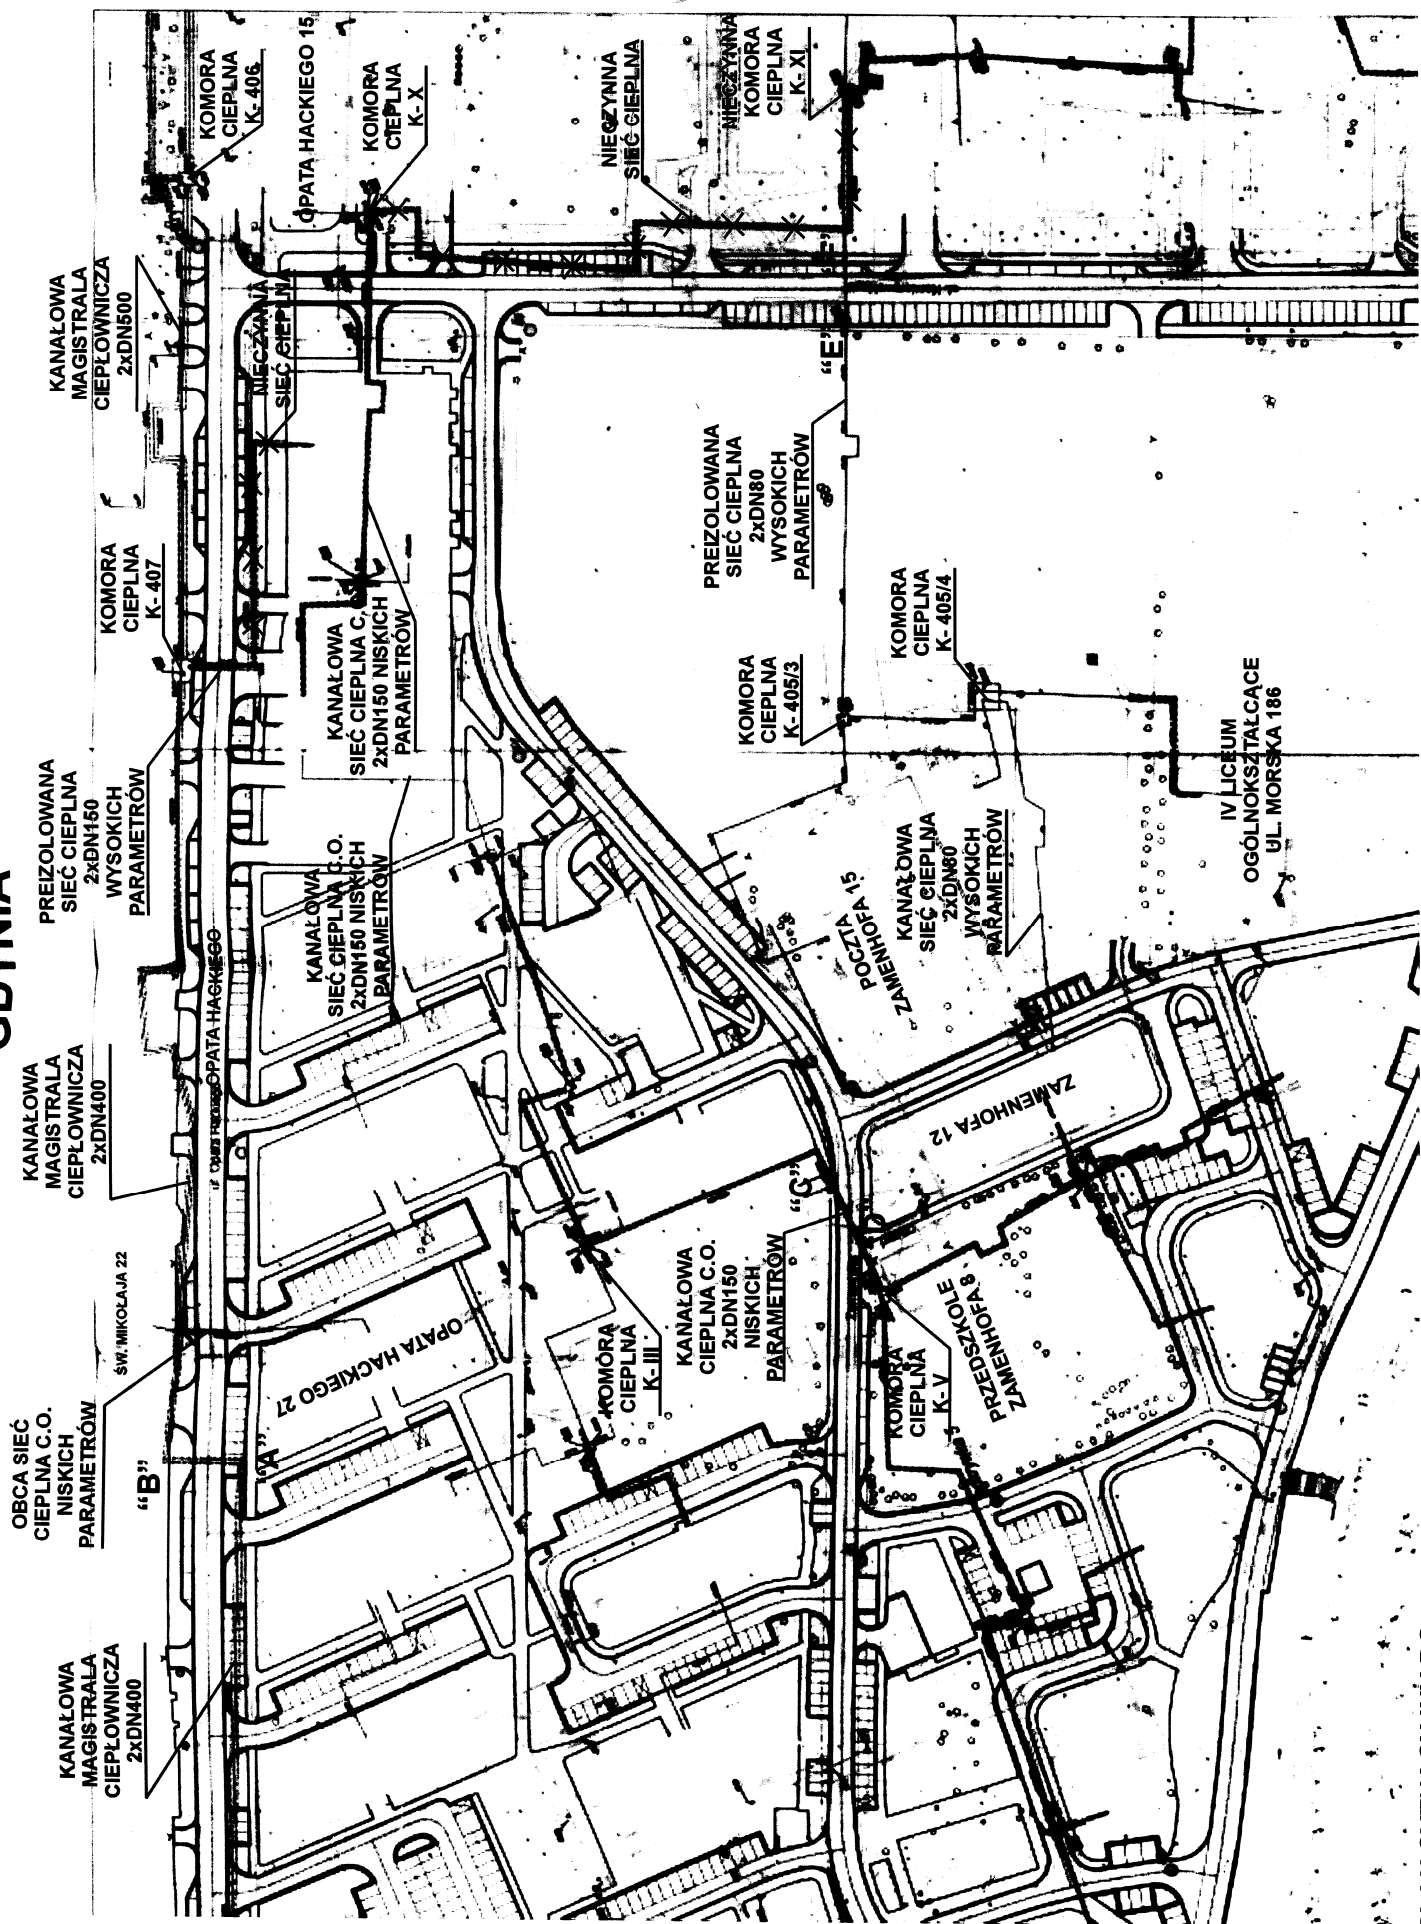 GDYNIA
KOMORA
CIEPLNA
K- 406
OPATA HACKIEGO 15
KOMORA
CIEPLNA
K- X
NIECZYNNA
SIEĆ CIEPLNA
NIECZYNNA
KOMORA
CIEPLNA
K- XI
KANAŁOWA
MAGISTRALA
CIEPŁOWNICZA
2xDN500
NIECZYNNA
SIEĆ CIEPLNA
"F"
"E"
KOMORA
CIEPLNA
K- 407
KANAŁOWA
SIEĆ CIEPLNA C.O.
2xDN150 NISKICH
PARAMETRÓW
PREIZOLOWANA
SIEĆ CIEPLNA
2xDN80
WYSOKICH
PARAMETRÓW
KOMORA
CIEPLNA
K- 405/3
KOMORA
CIEPLNA
K- 405/4
PREIZOLOWANA
SIEĆ CIEPLNA
2xDN150
WYSOKICH
PARAMETRÓW
KANAŁOWA
SIEĆ CIEPLNA C.O.
2xDN150 NISKICH
PARAMETRÓW
IV LICEUM
OGÓLNOKSZTAŁCĄCE
UL. MORSKA 186
POCZTA
ZAMENHOFA 15
KANAŁOWA
SIEĆ CIEPLNA
2xDN80
WYSOKICH
PARAMETRÓW
KANAŁOWA
MAGISTRALA
CIEPŁOWNICZA
2xDN400
OPATA HACKIEGO
ZAMENHOFA 12
"G"
ŚW. MIKOŁAJA 22
OPATA HACKIEGO 27
KOMORA
CIEPLNA
K- III
KANAŁOWA
CIEPLNA C.O.
2xDN150
NISKICH
PARAMETRÓW
KOMORA
CIEPLNA
K- V
PRZEDSZKOLE
ZAMENHOFA8
OBCA SIEĆ
CIEPLNA C.O.
NISKICH
PARAMETRÓW
"B"
"A"
KANAŁOWA
MAGISTRALA
CIEPŁOWNICZA
2xDN400